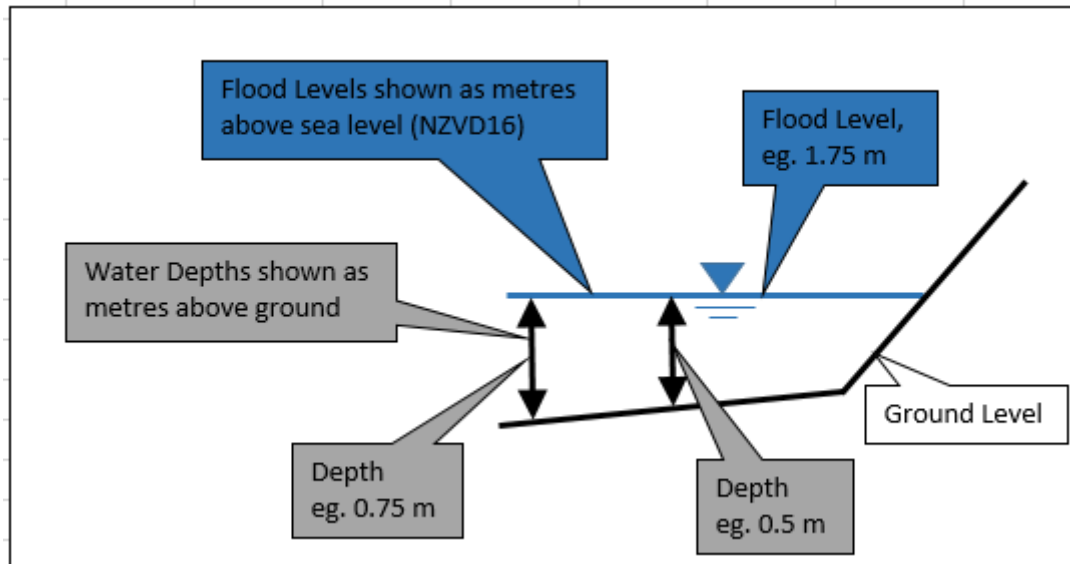 Flood Levels shown as metres
above sea level (NZVD16)
Flood Level,
eg. 1.75 m
Water Depths shown as
metres above ground
Ground Level
Depth
eg. 0.75 m
Depth
eg. 0.5 m